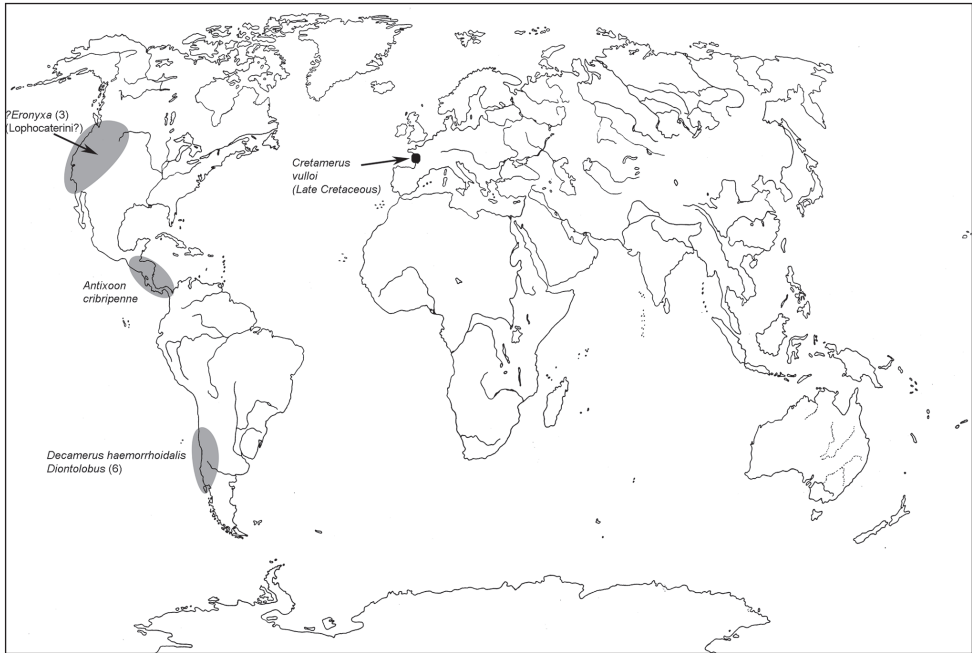 ?Eronyxa (3)
(Lophocaterini?)
Cretamerus
vulloi
(Late Cretaceous)
Antixoon
cribripenne
Decamerus haemorrhoidalis
Diontolobus (6)